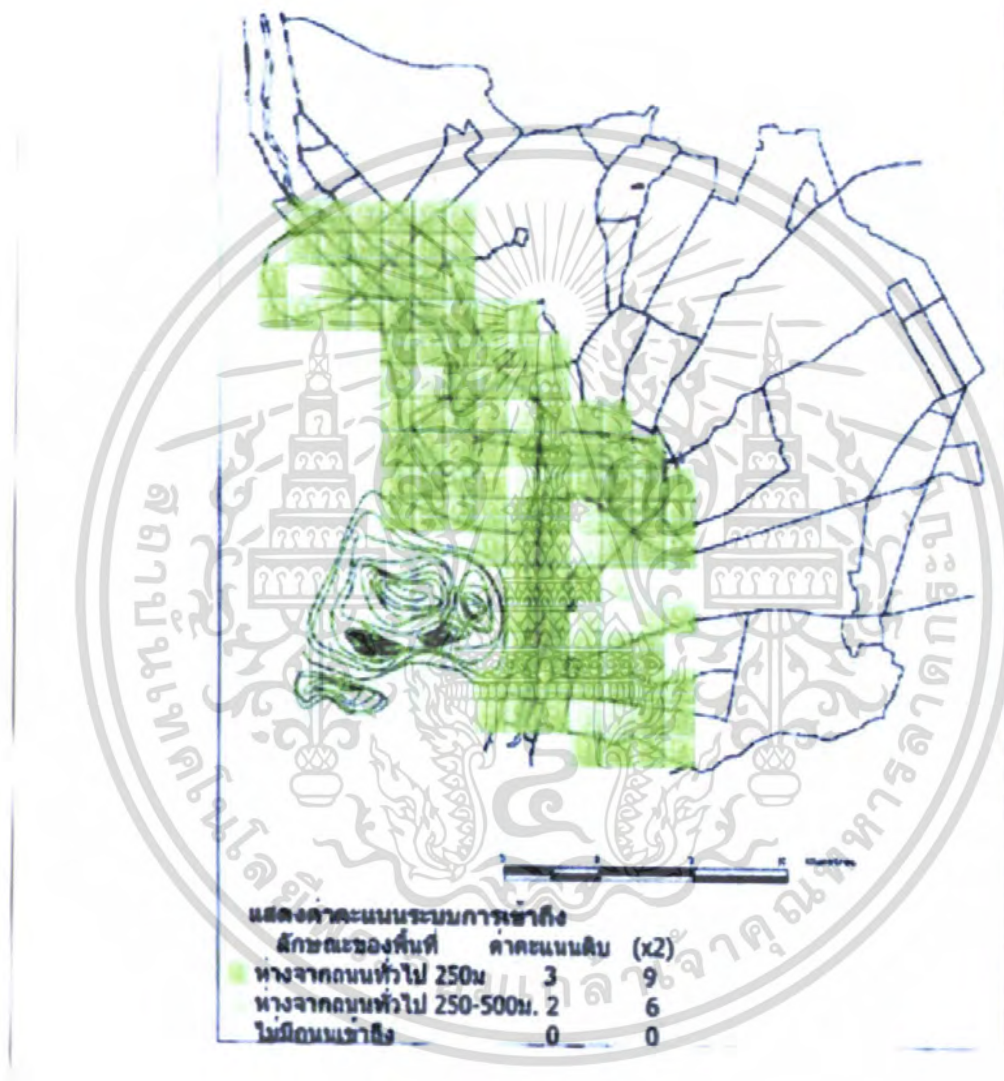 แสดงค่าคะแนนระบบการเข้าถึง
ลักษณะของพื้นที่ ค่าคะแนนดิบ (x2)
ห่างจากถนนทั่วไป 250ม 3 9
ห่างจากถนนทั่วไป 250-500ม. 2 6
ไม่มีถนนเข้าถึง 0 0